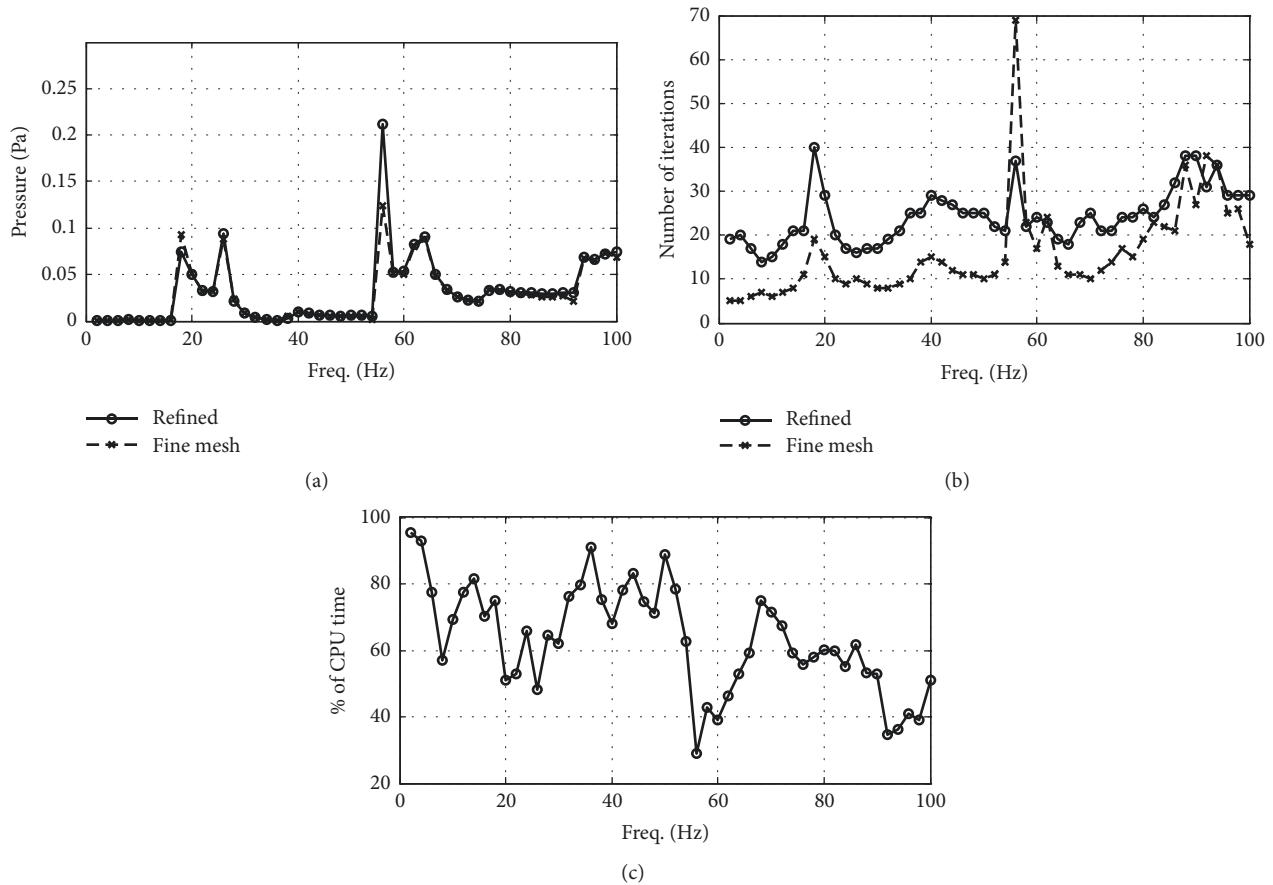 0.25
0.2
0.15
0.1
0.05
0
Pressure (Pa)
0 20 40 60 80 100
Freq. (Hz)
Refined
Fine mesh
(a)
70
60
50
40
30
20
10
0
Number of iterations
0 20 40 60 80 100
Freq. (Hz)
Refined
Fine mesh
(b)
100
80
60
40
20
% of CPU time
0 20 40 60 80 100
Freq. (Hz)
(c)